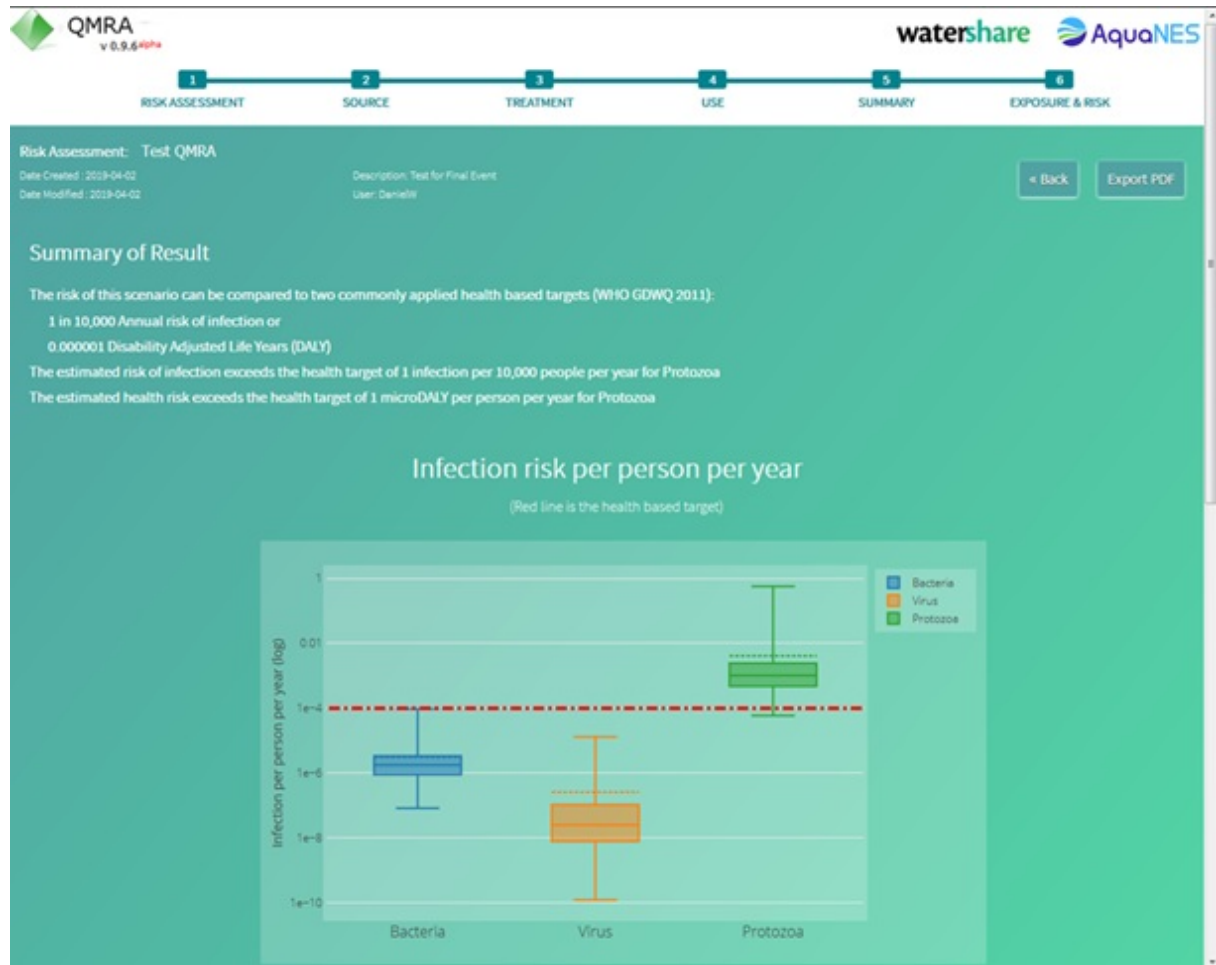 QMRA
v 0.9.6alpha
watershare
AquaNES
1 2 3 4 5 6
RISK ASSESSMENT SOURCE TREATMENT USE SUMMARY EXPOSURE & RISK
Risk Assessment: Test QMRA
Date Created : 2019-04-02 Description: Test for Final Event
Date Modified : 2019-04-02 User: DanielW
« Back Export PDF
Summary of Result
The risk of this scenario can be compared to two commonly applied health based targets (WHO GDWQ 2011):
1 in 10,000 Annual risk of infection or
0.000001 Disability Adjusted Life Years (DALY)
The estimated risk of infection exceeds the health target of 1 infection per 10,000 people per year for Protozoa
The estimated health risk exceeds the health target of 1 microDALY per person per year for Protozoa
Infection risk per person per year
(Red line is the health based target)
Infection per person per year (log)
1
0.01
1e-4
1e-6
1e-8
1e-10
Bacteria Virus Protozoa
Bacteria
Virus
Protozoa